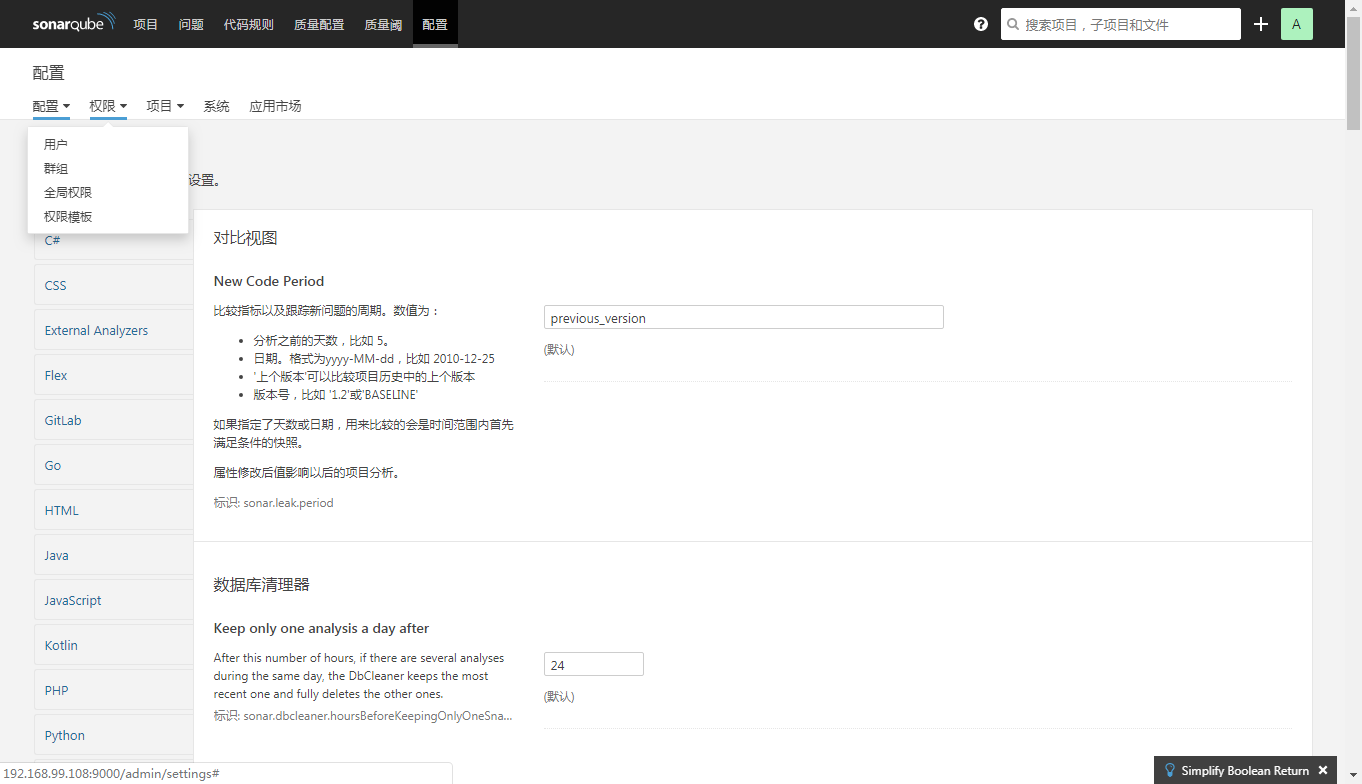 sonarqube 项目 问题 代码规则 质量配置 质量阈 配置 搜索项目，子项目和文件 A
配置
配置 权限 项目 系统 应用市场
用户
群组
全局权限
权限模板
设置。
C#
CSS
External Analyzers
Flex
GitLab
Go
HTML
Java
JavaScript
Kotlin
PHP
Python
对比视图
New Code Period
比较指标以及跟踪新问题的周期。数值为：
分析之前的天数，比如 5。
日期。格式为yyyy-MM-dd，比如 2010-12-25
'上个版本'可以比较项目历史中的上个版本
版本号，比如 '1.2'或'BASELINE'
如果指定了天数或日期，用来比较的会是时间范围内首先
满足条件的快照。
属性修改后值影响以后的项目分析。
标识: sonar.leak.period
previous_version
(默认)
数据库清理器
Keep only one analysis a day after
After this number of hours, if there are several analyses
during the same day, the DbCleaner keeps the most
recent one and fully deletes the other ones.
标识: sonar.dbcleaner.hoursBeforeKeepingOnlyOneSna...
24
(默认)
192.168.99.108:9000/admin/settings#
Simplify Boolean Return